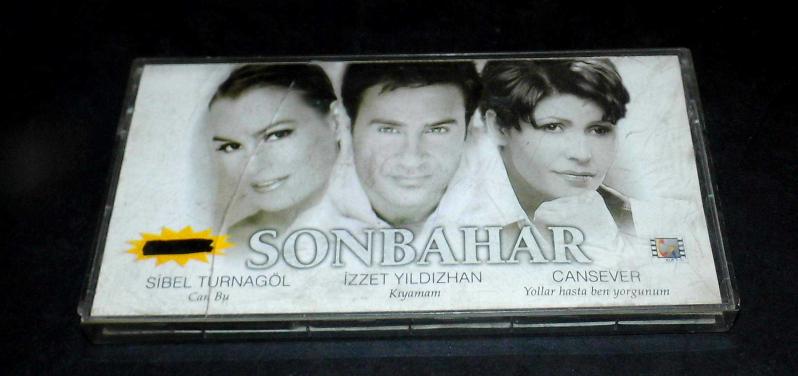 SONBAHAR
SİBEL TURNAGÖL
Can Bu
İZZET YILDIZHAN
Kıyamam
CANSEVER
Yollar hasta ben yorgunum